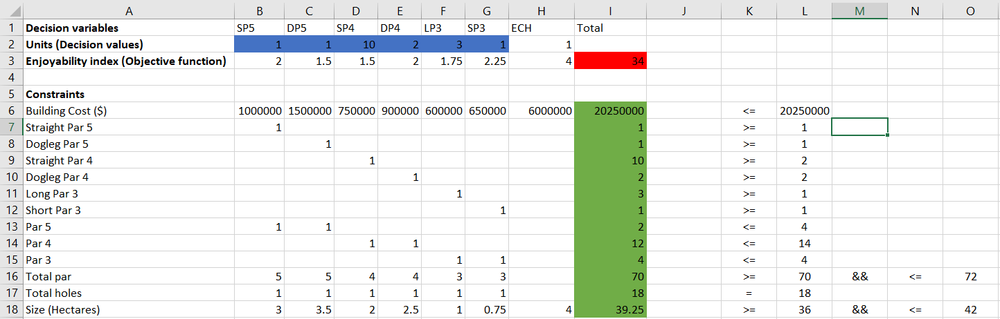 A B C D E F G H I J K L M N O
1 Decision variables SP5 DP5 SP4 DP4 LP3 SP3 ECH Total
2 Units (Decision values) 1 1 10 2 3 1 1
3 Enjoyability index (Objective function) 2 1.5 1.5 2 1.75 2.25 4 34
4
5 Constraints
6 Building Cost ($) 1000000 1500000 750000 900000 600000 650000 6000000 20250000 <= 20250000
7 Straight Par 5 1 1 >= 1
8 Dogleg Par 5 1 1 >= 1
9 Straight Par 4 1 10 >= 2
10 Dogleg Par 4 1 2 >= 2
11 Long Par 3 1 3 >= 1
12 Short Par 3 1 1 >= 1
13 Par 5 1 1 2 <= 4
14 Par 4 1 1 12 <= 14
15 Par 3 1 1 4 <= 4
16 Total par 5 5 4 4 3 3 70 >= 70 && <= 72
17 Total holes 1 1 1 1 1 1 18 = 18
18 Size (Hectares) 3 3.5 2 2.5 1 0.75 4 39.25 >= 36 && <= 42